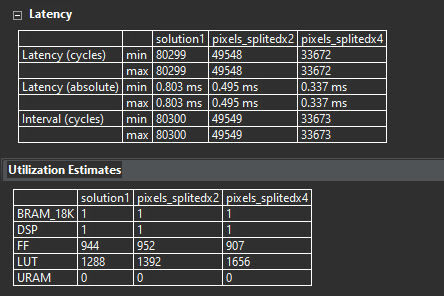 Latency
solution1 pixels_splitedx2 pixels_splitedx4
Latency (cycles) min 80299 49548 33672
max 80299 49548 33672
Latency (absolute) min 0.803 ms 0.495 ms 0.337 ms
max 0.803 ms 0.495 ms 0.337 ms
Interval (cycles) min 80300 49549 33673
max 80300 49549 33673
Utilization Estimates
solution1 pixels_splitedx2 pixels_splitedx4
BRAM_18K 1 1 1
DSP 1 1 1
FF 944 952 907
LUT 1288 1392 1656
URAM 0 0 0